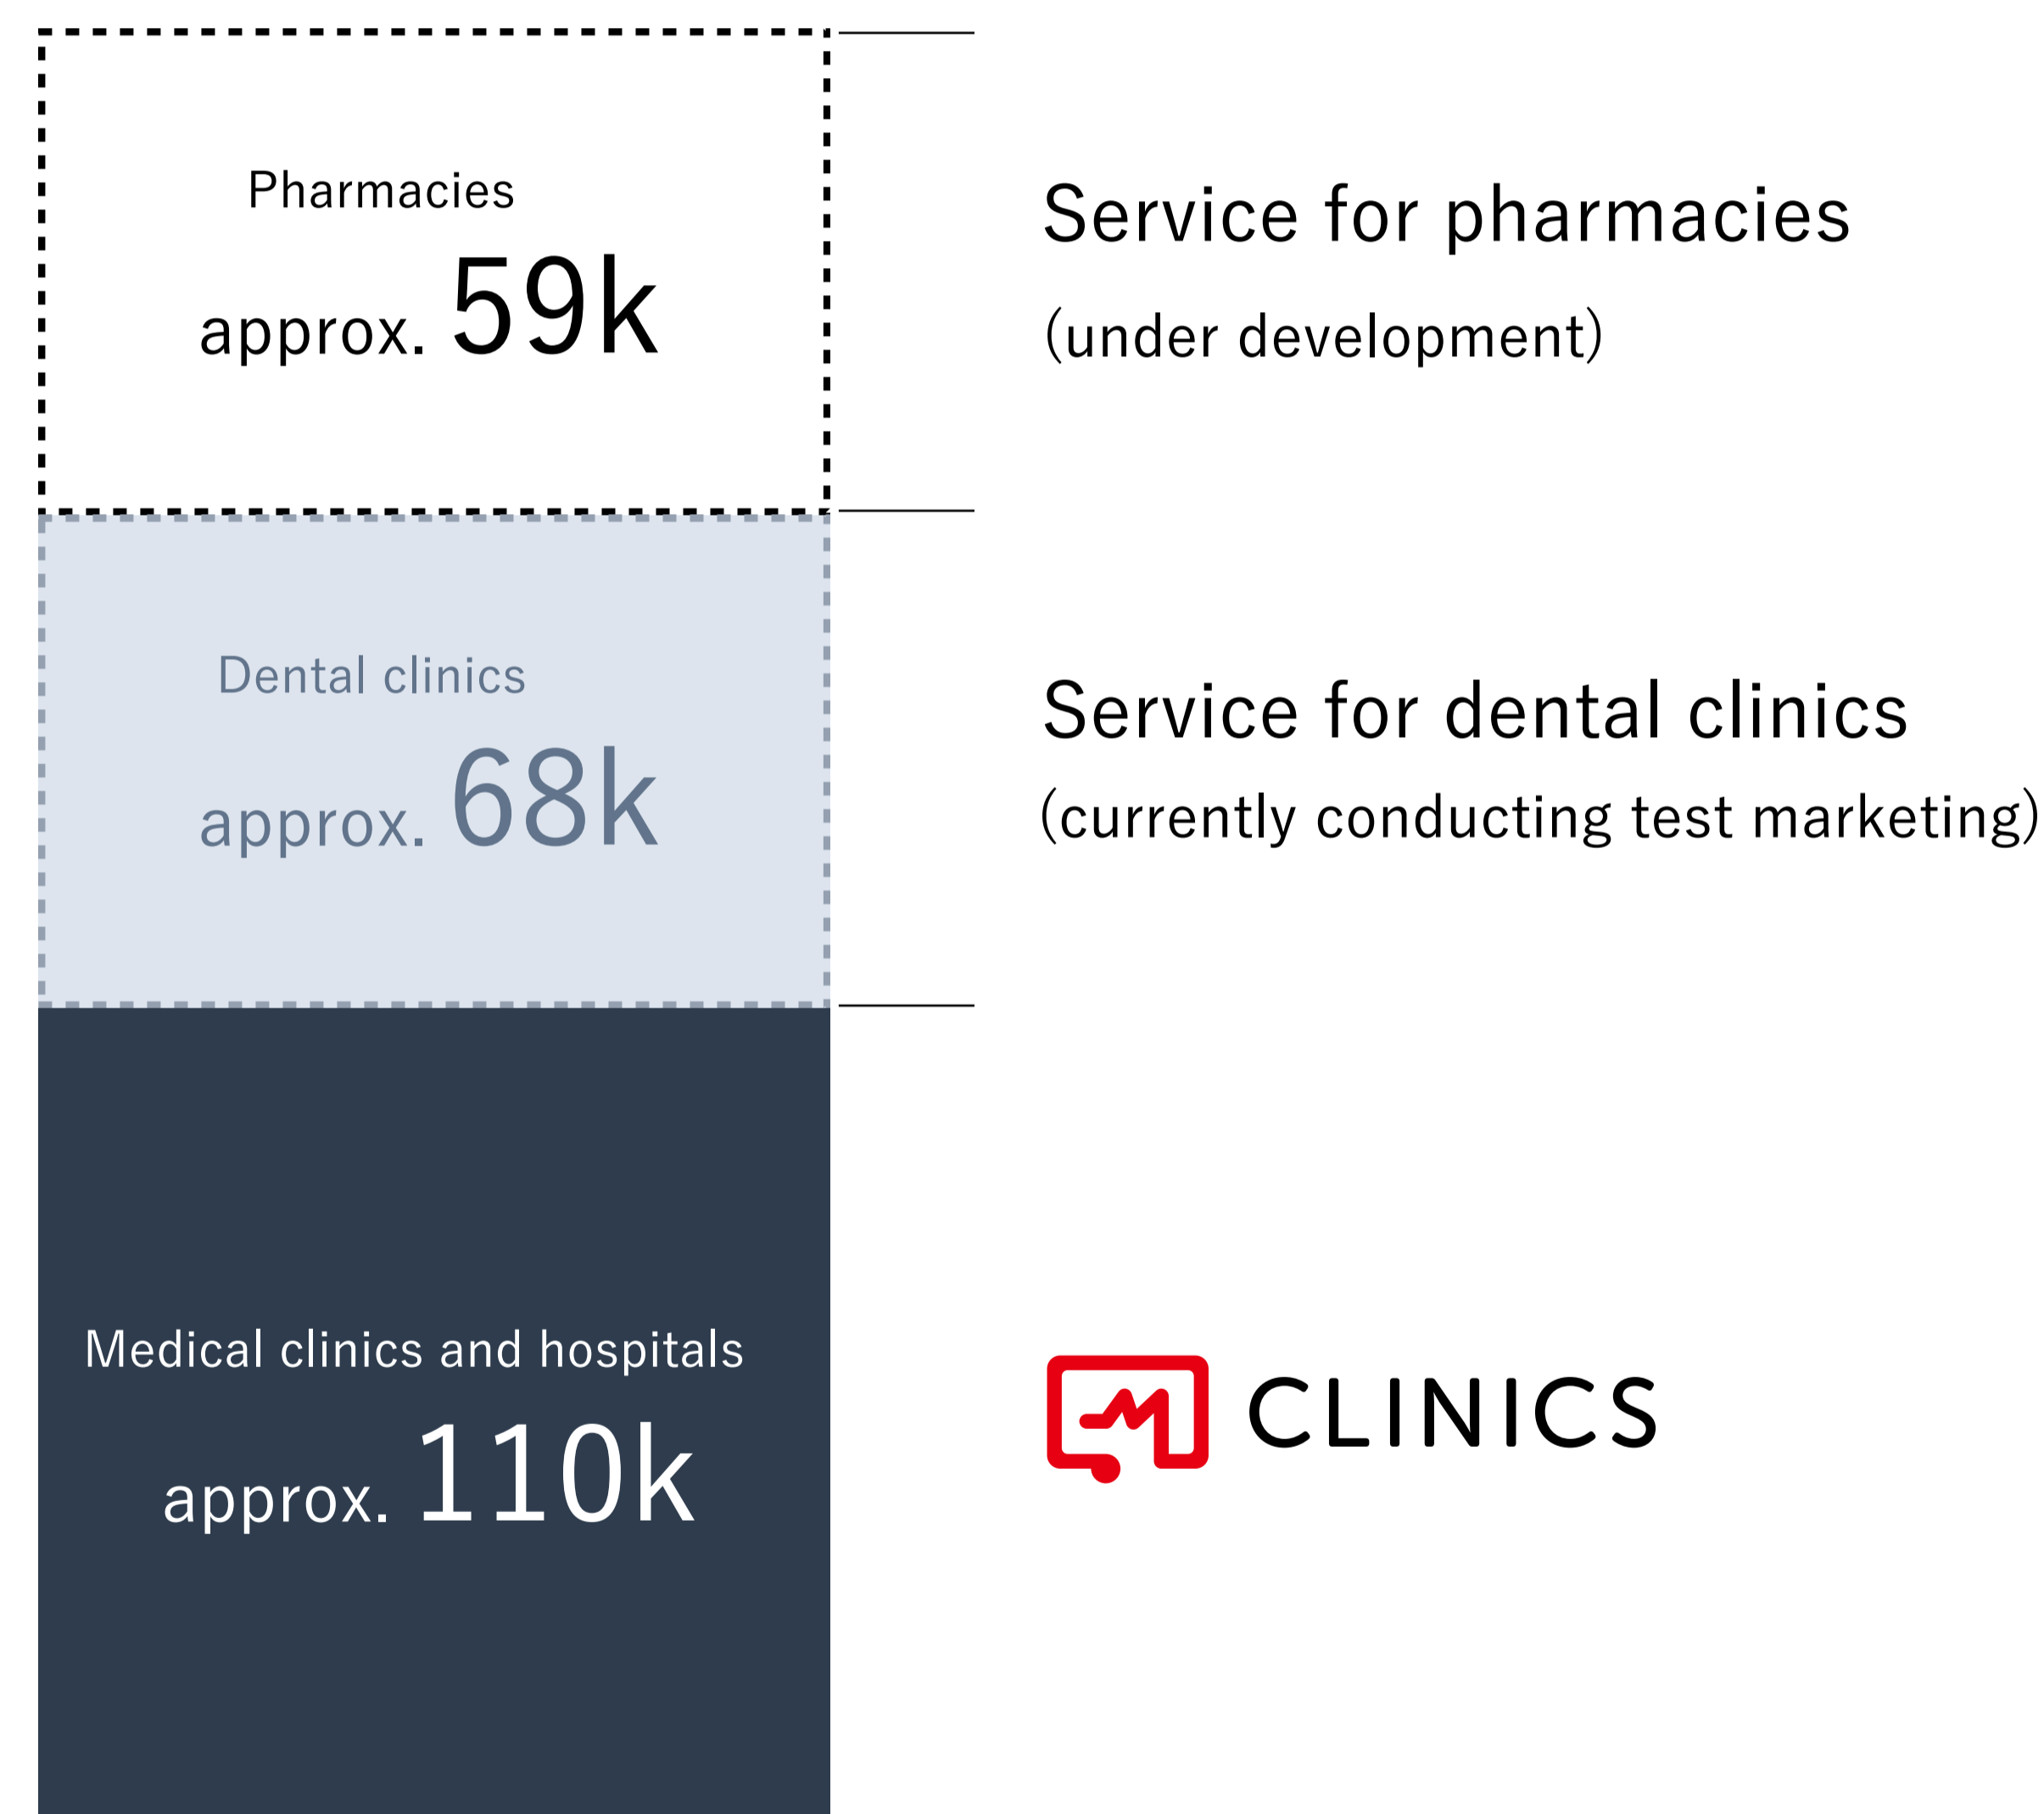 Pharmacies
approx. 59k
Service for pharmacies
(under development)
Dental clinics
approx. 68k
Service for dental clinics
(currently conducting test marketing)
Medical clinics and hospitals
approx. 110k
CLINICS